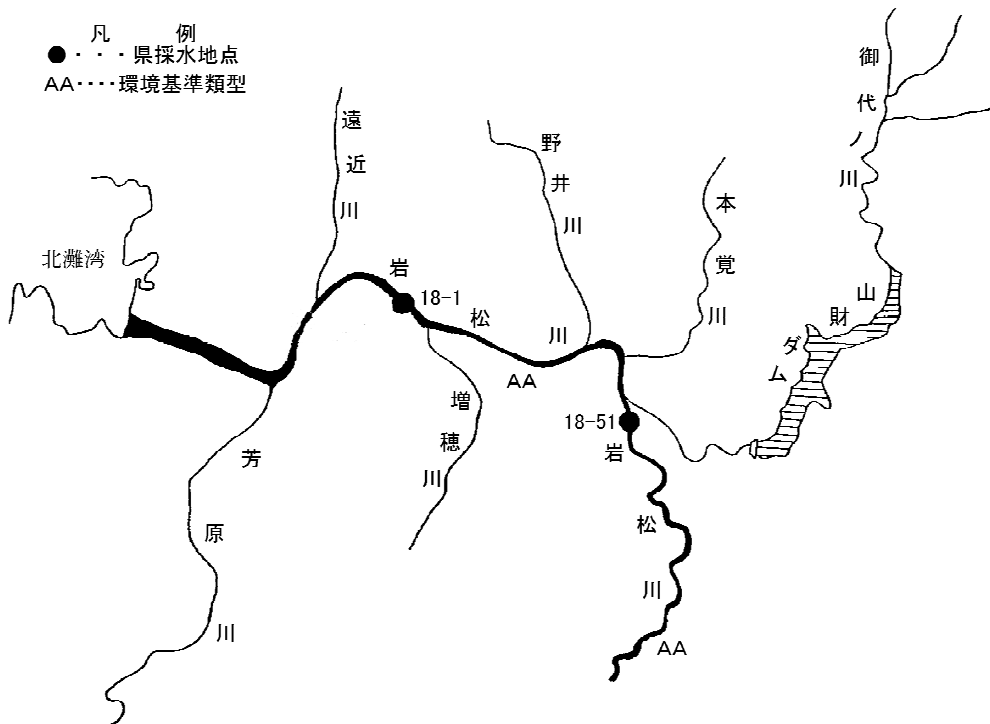 凡　例
●・・・県採水地点
AA・・・・環境基準類型
北灘湾
遠近川
岩松川
18-1
野井川
本覚川
御代ノ川
山財ダム
AA
増穂川
18-51
芳原川
岩松川
AA